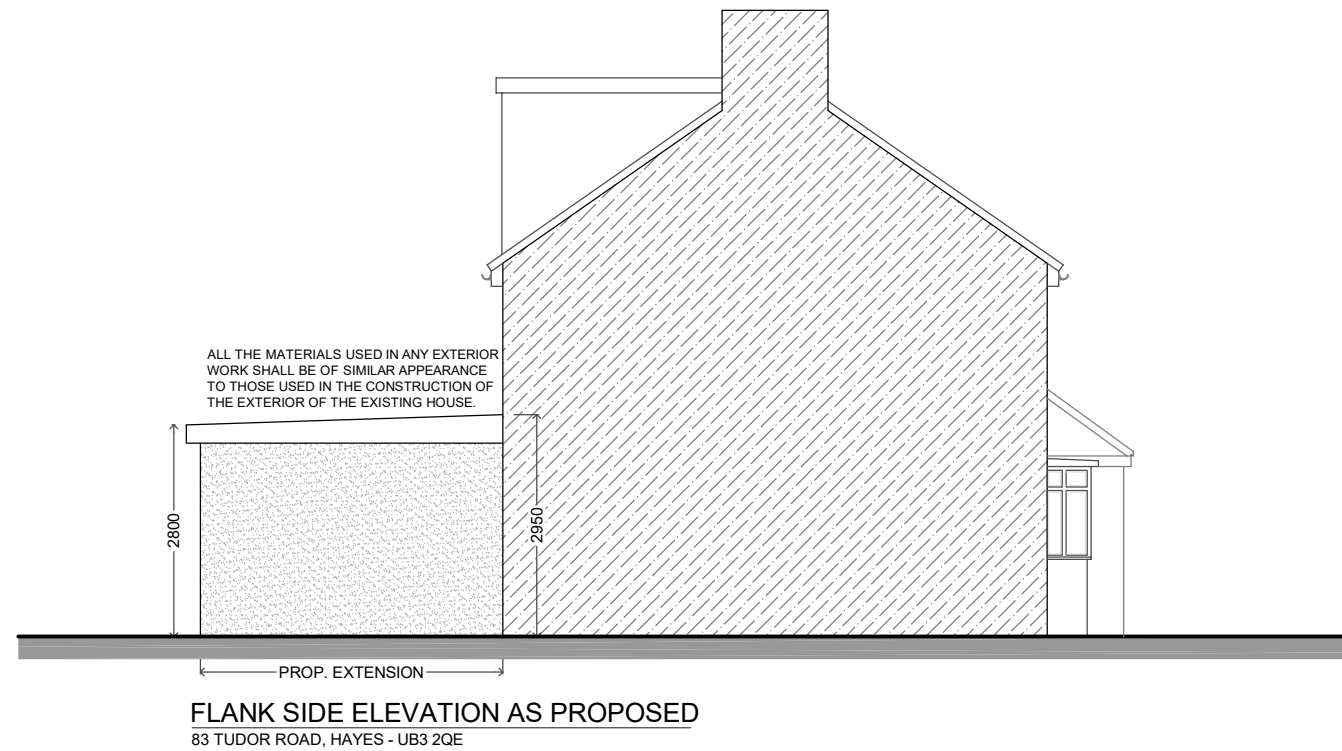 ALL THE MATERIALS USED IN ANY EXTERIOR
WORK SHALL BE OF SIMILAR APPEARANCE
TO THOSE USED IN THE CONSTRUCTION OF
THE EXTERIOR OF THE EXISTING HOUSE.
2800
2950
PROP. EXTENSION
FLANK SIDE ELEVATION AS PROPOSED
83 TUDOR ROAD, HAYES - UB3 2QE